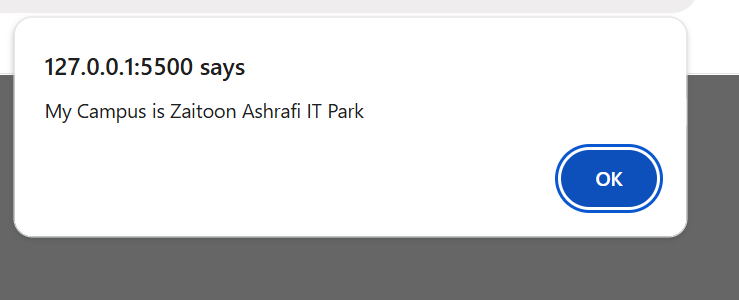 127.0.0.1:5500 says
My Campus is Zaitoon Ashrafi IT Park
OK